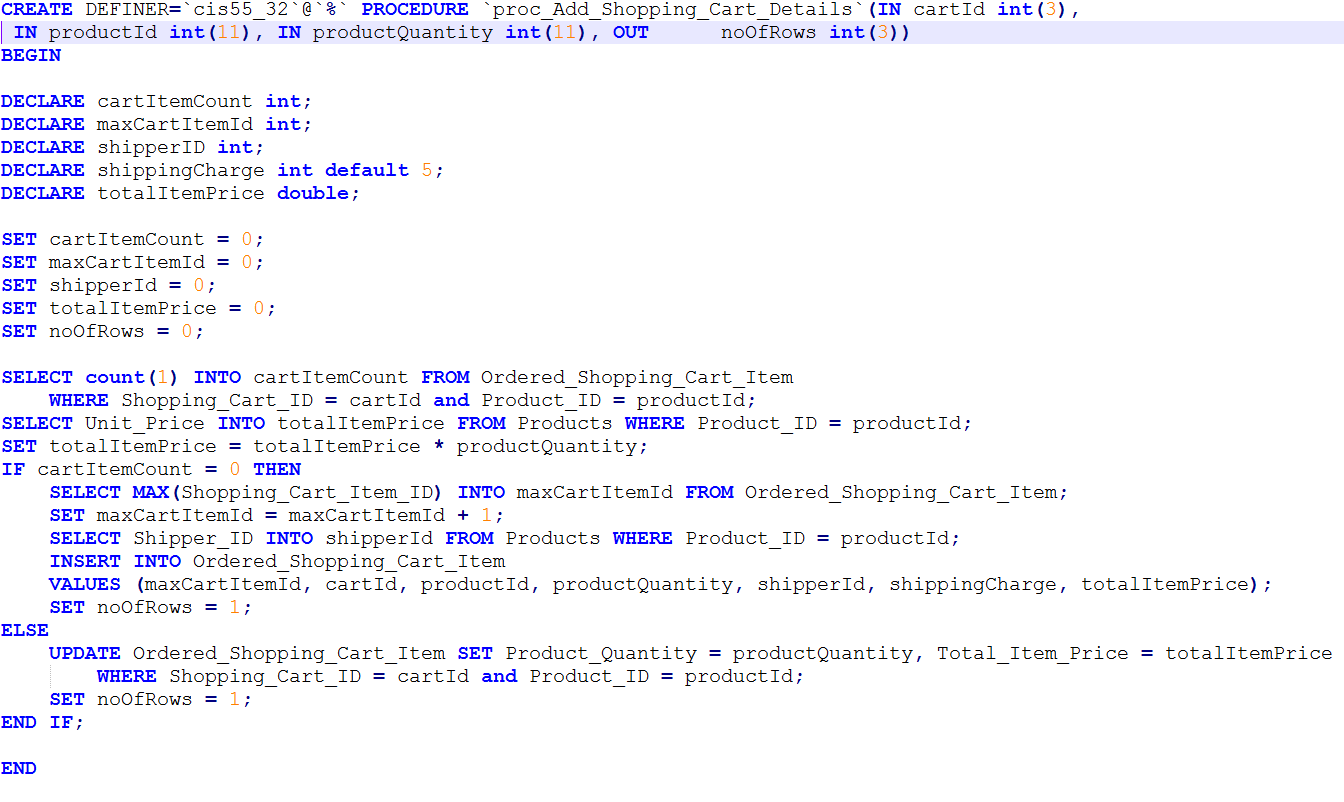 CREATE DEFINER=`cis55_32`@`%` PROCEDURE `proc_Add_Shopping_Cart_Details`(IN cartId int(3),
 IN productId int(11), IN productQuantity int(11), OUT      noOfRows int(3))
BEGIN

DECLARE cartItemCount int;
DECLARE maxCartItemId int;
DECLARE shipperID int;
DECLARE shippingCharge int default 5;
DECLARE totalItemPrice double;

SET cartItemCount = 0;
SET maxCartItemId = 0;
SET shipperId = 0;
SET totalItemPrice = 0;
SET noOfRows = 0;

SELECT count(1) INTO cartItemCount FROM Ordered_Shopping_Cart_Item
    WHERE Shopping_Cart_ID = cartId and Product_ID = productId;
SELECT Unit_Price INTO totalItemPrice FROM Products WHERE Product_ID = productId;
SET totalItemPrice = totalItemPrice * productQuantity;
IF cartItemCount = 0 THEN
    SELECT MAX(Shopping_Cart_Item_ID) INTO maxCartItemId FROM Ordered_Shopping_Cart_Item;
    SET maxCartItemId = maxCartItemId + 1;
    SELECT Shipper_ID INTO shipperId FROM Products WHERE Product_ID = productId;
    INSERT INTO Ordered_Shopping_Cart_Item
    VALUES (maxCartItemId, cartId, productId, productQuantity, shipperId, shippingCharge, totalItemPrice);
    SET noOfRows = 1;
ELSE
    UPDATE Ordered_Shopping_Cart_Item SET Product_Quantity = productQuantity, Total_Item_Price = totalItemPrice
        WHERE Shopping_Cart_ID = cartId and Product_ID = productId;
    SET noOfRows = 1;
END IF;

END